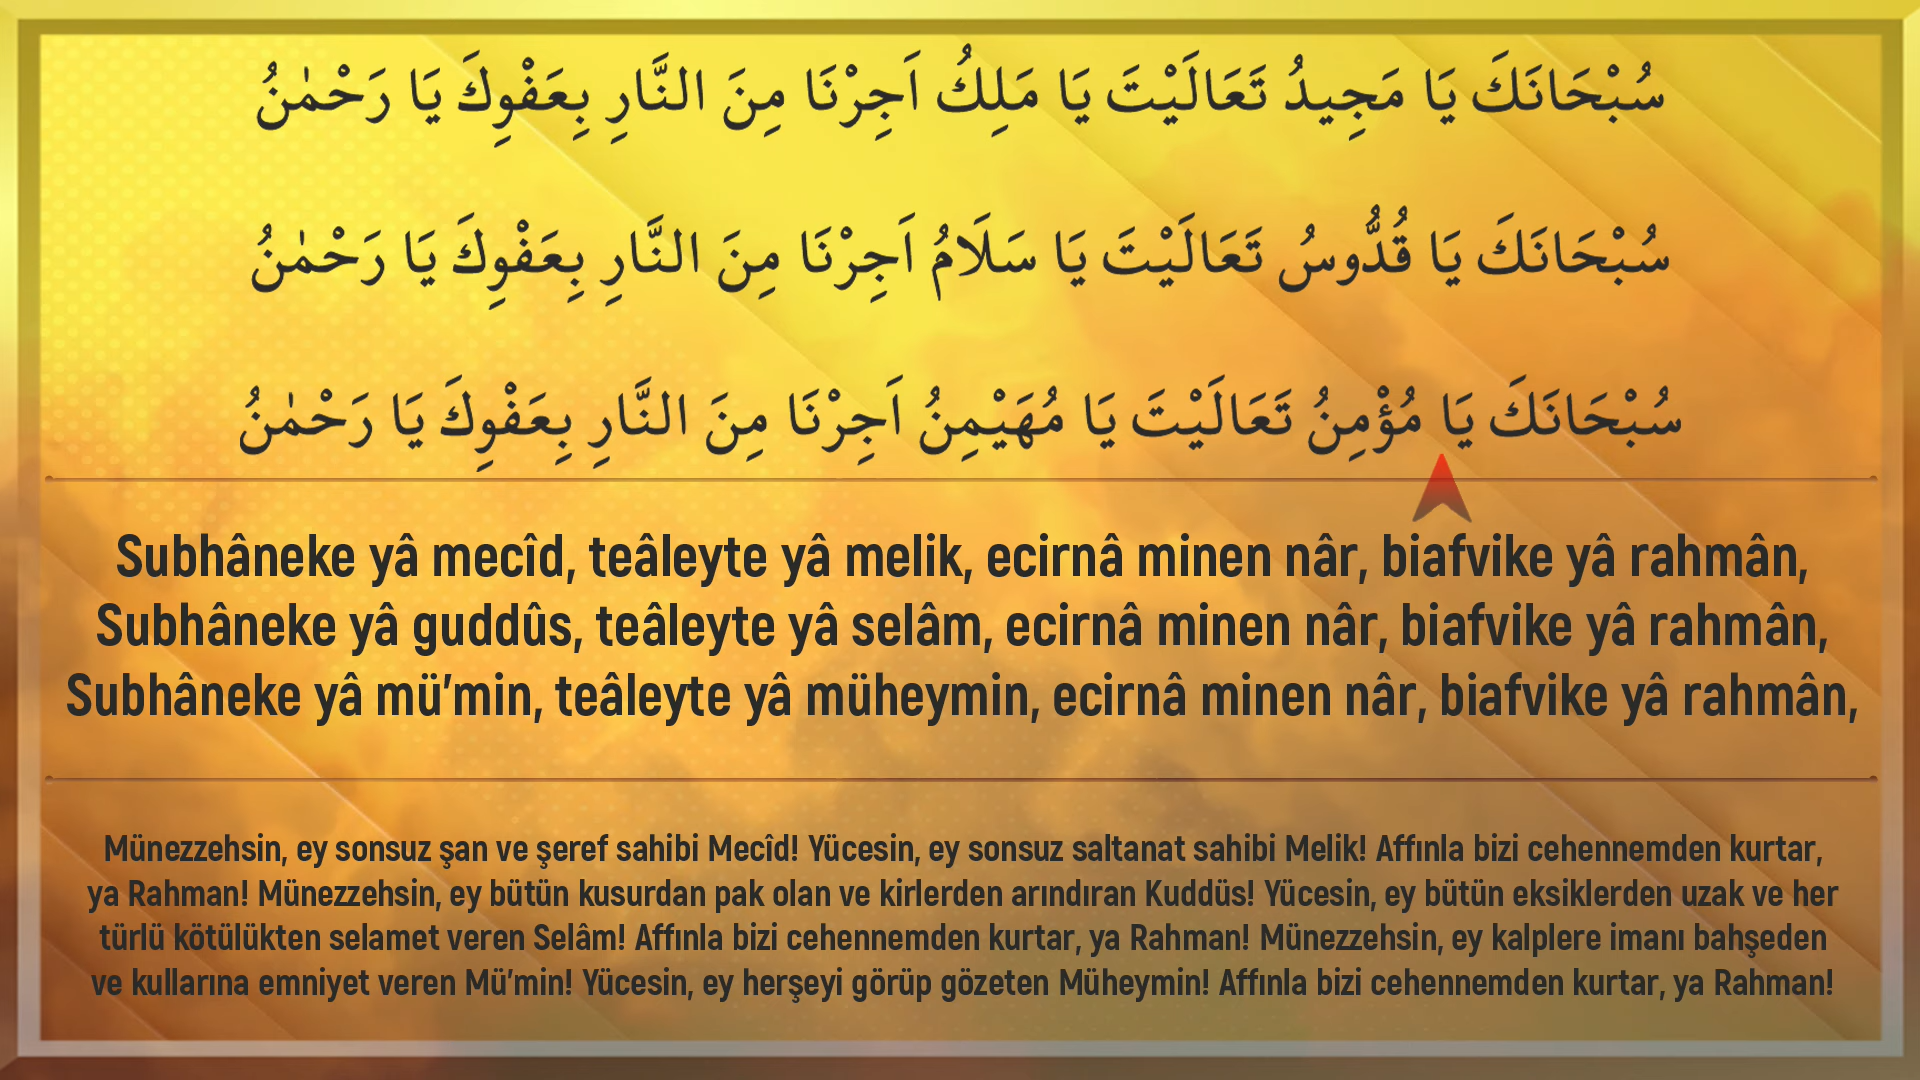 سُبْحَانَكَ يَا مَجِيدُ تَعَالَيْتَ يَا مَلِكُ اَجِرْنَا مِنَ النَّارِ بِعَفْوِكَ يَا رَحْمٰنُ
سُبْحَانَكَ يَا قُدُّوسُ تَعَالَيْتَ يَا سَلَامُ اَجِرْنَا مِنَ النَّارِ بِعَفْوِكَ يَا رَحْمٰنُ
سُبْحَانَكَ يَا مُؤْمِنُ تَعَالَيْتَ يَا مُهَيْمِنُ اَجِرْنَا مِنَ النَّارِ بِعَفْوِكَ يَا رَحْمٰنُ
Subhâneke yâ mecîd, teâleyte yâ melik, ecirnâ minen nâr, biafvike yâ rahmân,
Subhâneke yâ guddûs, teâleyte yâ selâm, ecirnâ minen nâr, biafvike yâ rahmân,
Subhâneke yâ mü'min, teâleyte yâ müheymin, ecirnâ minen nâr, biafvike yâ rahmân,
Münezzehsin, ey sonsuz şan ve şeref sahibi Mecîd! Yücesin, ey sonsuz saltanat sahibi Melik! Affınla bizi cehennemden kurtar,
ya Rahman! Münezzehsin, ey bütün kusurdan pak olan ve kirlerden arındıran Kuddüs! Yücesin, ey bütün eksiklerden uzak ve her
türlü kötülükten selamet veren Selâm! Affınla bizi cehennemden kurtar, ya Rahman! Münezzehsin, ey kalplere imanı bahşeden
ve kullarına emniyet veren Mü'min! Yücesin, ey herşeyi görüp gözeten Müheymin! Affınla bizi cehennemden kurtar, ya Rahman!